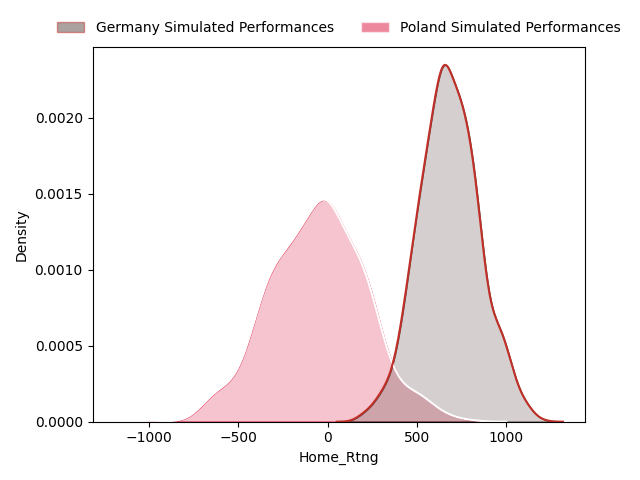 Germany Simulated Performances
Poland Simulated Performances
0.0020
0.0015
0.0010
0.0005
0.0000
Density
−1000
−500
0
500
1000
Home_Rtng